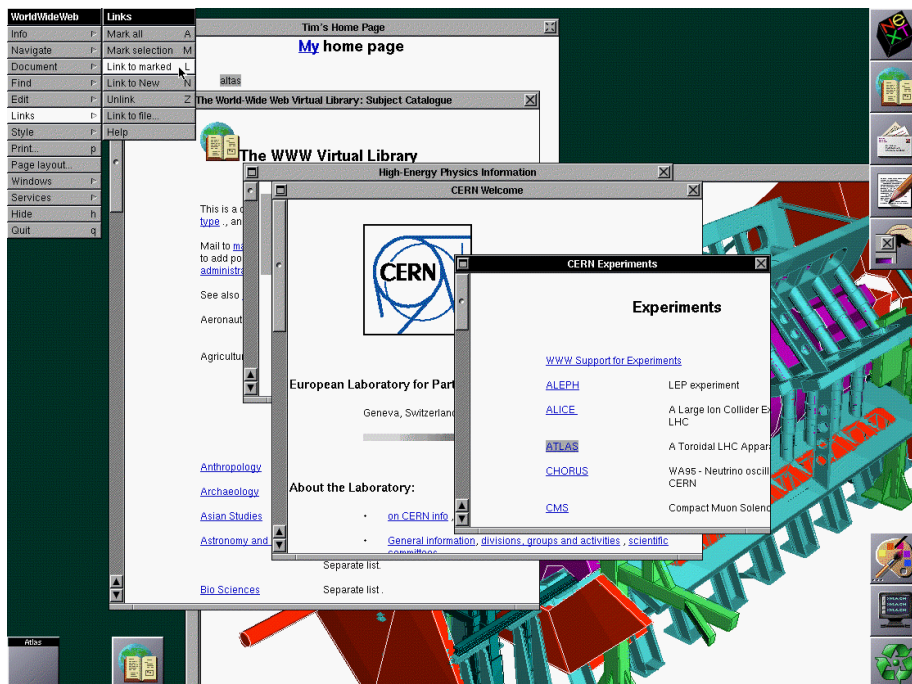 WorldWideWeb
Info
Navigate
Document
Find
Edit
Links
Style
Print... p
Page layout...
Windows
Services
Hide h
Quit q
Links
Mark all A
Mark selection M
Link to marked L
Link to New N
Unlink Z
Link to file...
Help
Tim's Home Page
My home page
altas
The World-Wide Web Virtual Library: Subject Catalogue
The WWW Virtual Library
This is a
type ., an
Mail to
to add po
See also
Aeronaut
Agricultu
Anthropology
Archaeology
Asian Studies
Astronomy and
Separate list.
Bio Sciences Separate list .
High-Energy Physics Information
CERN Welcome
CERN
European Laboratory for Part
Geneva, Switzerland
About the Laboratory:
• on CERN info ,
• General information, divisions, groups and activities , scientific
committees
CERN Experiments
Experiments
WWW Support for Experiments
ALEPH LEP experiment
ALICE A Large Ion Collider Ex
LHC
ATLAS A Toroidal LHC Appar
CHORUS WA95 - Neutrino oscill
CERN
CMS Compact Muon Soleno
Atlas